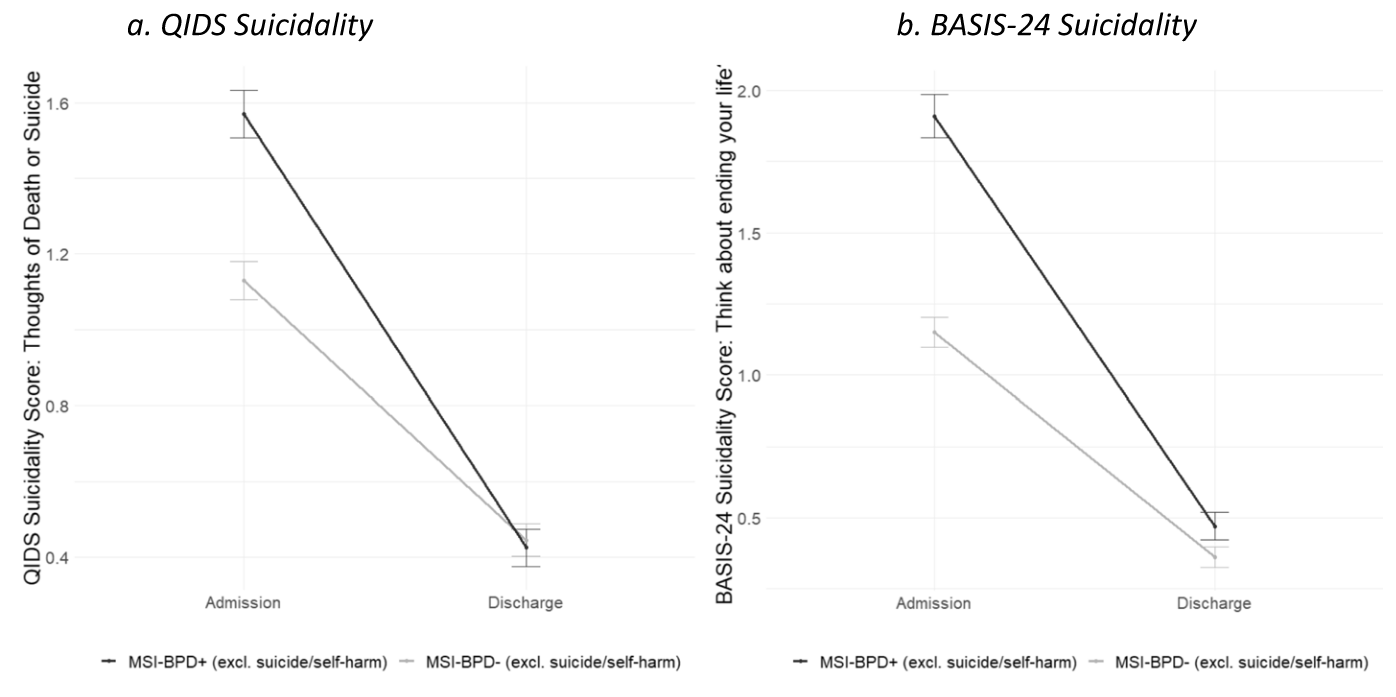 a. QIDS Suicidality
QIDS Suicidality Score: Thoughts of Death or Suicide
1.6
1.2
0.8
0.4
Admission
Discharge
MSI-BPD+ (excl. suicide/self-harm)
MSI-BPD- (excl. suicide/self-harm)
b. BASIS-24 Suicidality
BASIS-24 Suicidality Score: Think about ending your life'
2.0
1.5
1.0
0.5
Admission
Discharge
MSI-BPD+ (excl. suicide/self-harm)
MSI-BPD- (excl. suicide/self-harm)